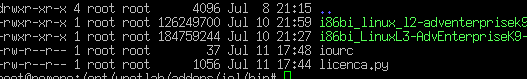 drwxr-xr-x 4 root root 4096 Jul 8 21:15 ..
-rwxr-xr-x 1 root root 126249700 Jul 10 21:59 i86bi_linux_l2-adventerprisek9
-rwxr-xr-x 1 root root 184759244 Jul 10 21:27 i86bi_LinuxL3-AdvEnterpriseK9-
-rw-r--r-- 1 root root 37 Jul 11 17:48 iourc
-rwxr-xr-x 1 root root 1056 Jul 11 17:44 licenca.py